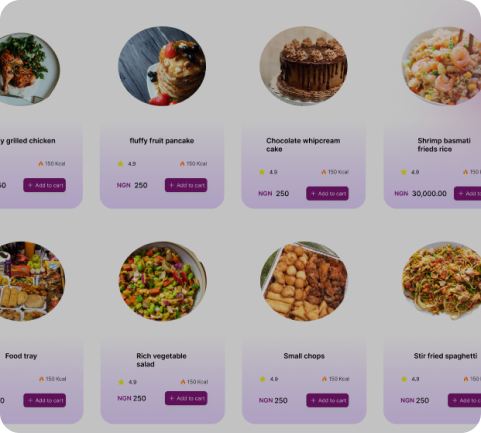 y grilled chicken
fluffy fruit pancake
Chocolate whipcream
cake
Shrimp basmati
frieds rice
150 Kcal
4.9
150 Kcal
4.9
150 Kcal
4.9
+ Add to cart
NGN 250
+ Add to cart
NGN 250
+ Add to cart
NGN 30,000.00
+ Add to
Food tray
Rich vegetable
salad
Small chops
Stir fried spaghetti
150 Kcal
4.9
150 Kcal
4.9
150 Kcal
4.9
+ Add to cart
NGN 250
+ Add to cart
NGN 250
+ Add to cart
NGN 250
+ Add to